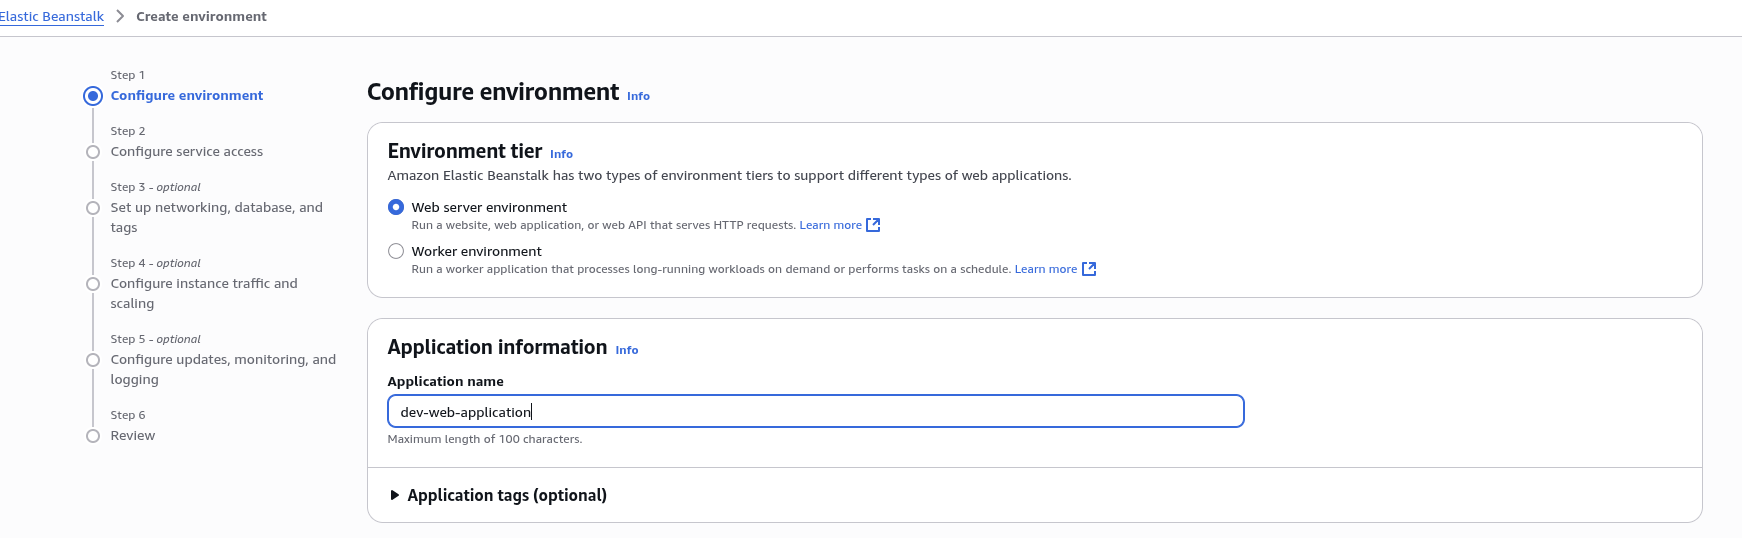 Elastic Beanstalk > Create environment
Step 1
Configure environment
Step 2
Configure service access
Step 3 - optional
Set up networking, database, and
tags
Step 4 - optional
Configure instance traffic and
scaling
Step 5 - optional
Configure updates, monitoring, and
logging
Step 6
Review
Configure environment Info
Environment tier Info
Amazon Elastic Beanstalk has two types of environment tiers to support different types of web applications.
Web server environment
Run a website, web application, or web API that serves HTTP requests. Learn more
Worker environment
Run a worker application that processes long-running workloads on demand or performs tasks on a schedule. Learn more
Application information Info
Application name
dev-web-application
Maximum length of 100 characters.
Application tags (optional)